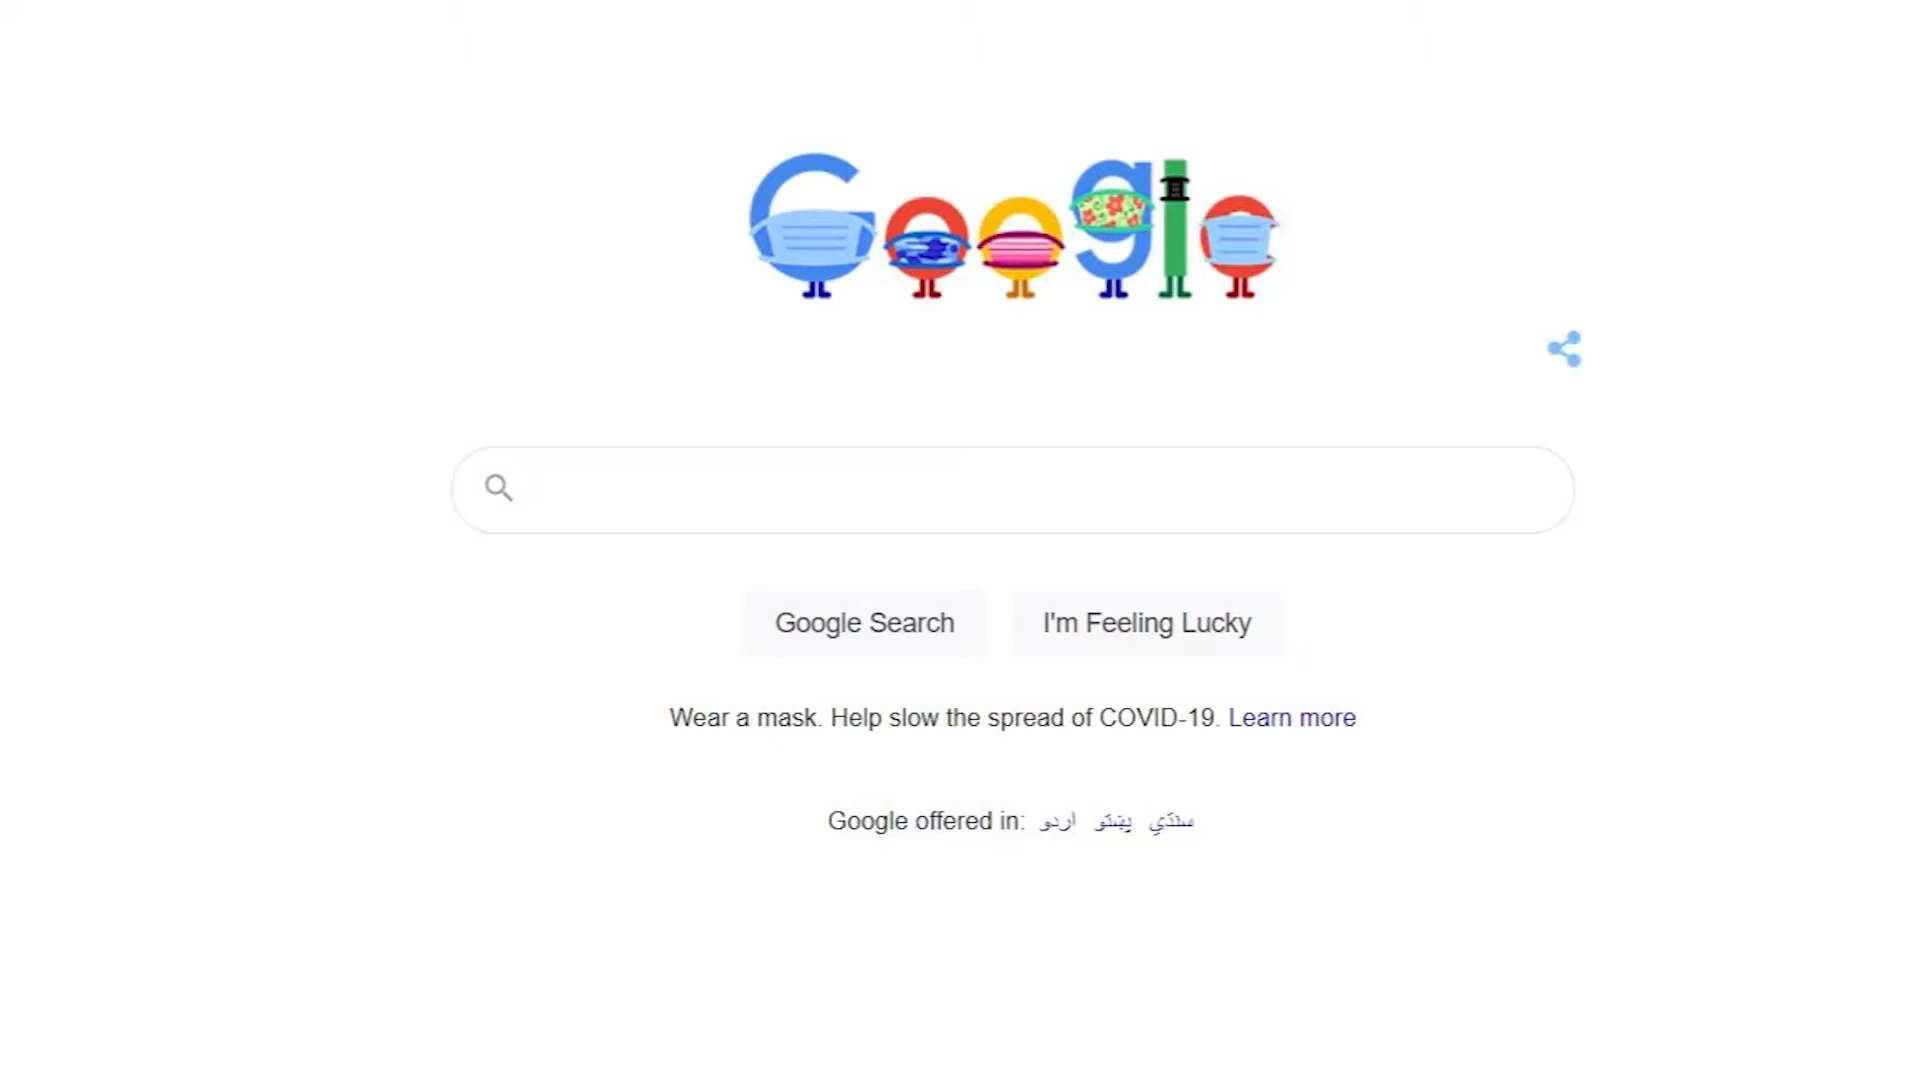 Google
Google Search
I'm Feeling Lucky
Wear a mask. Help slow the spread of COVID-19. Learn more
Google offered in: اردو پښتو سنڌي